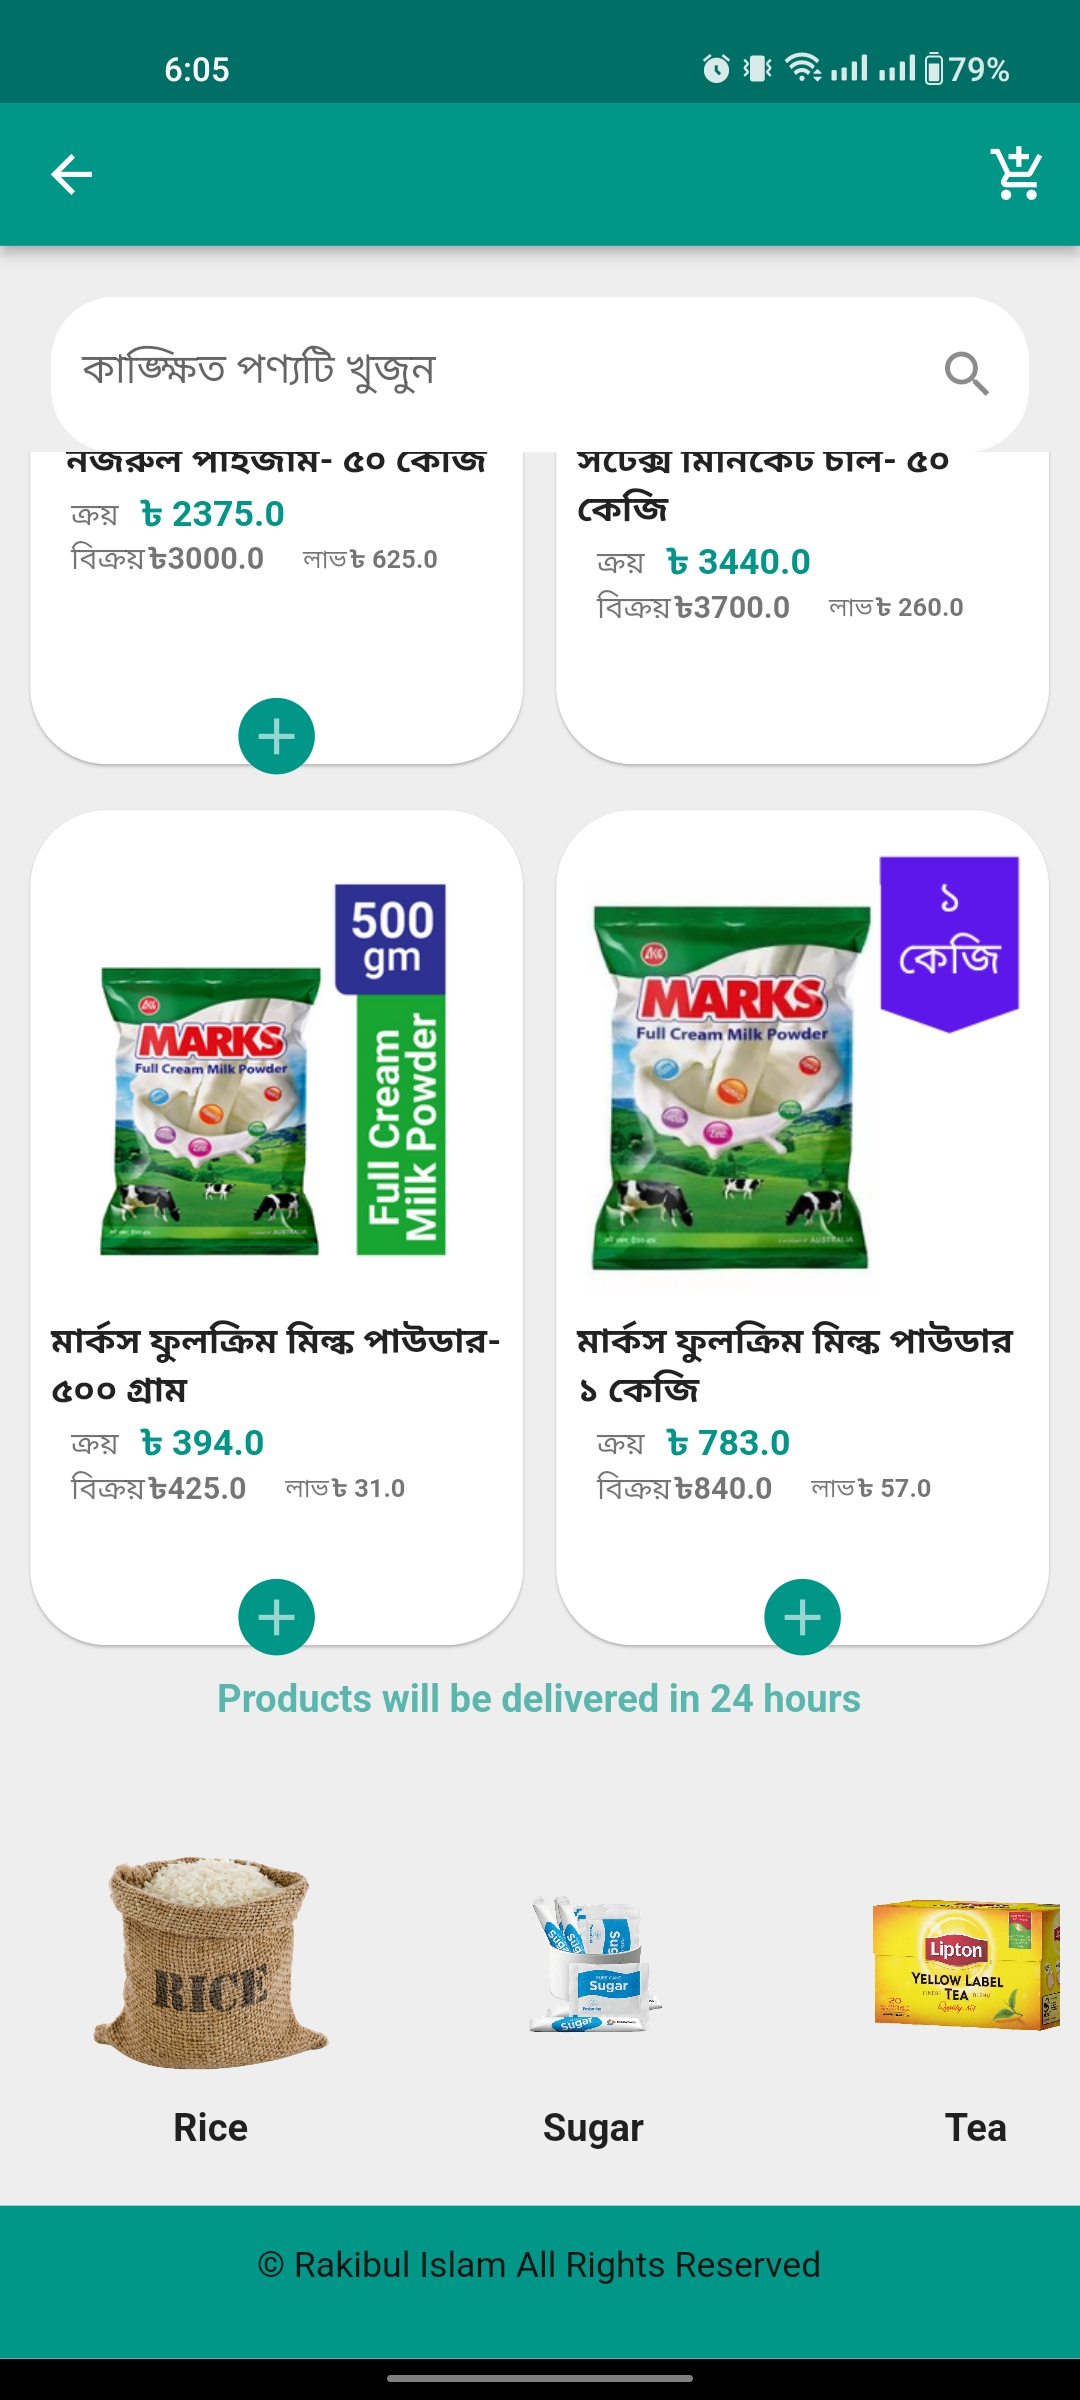 6:05
79%
কাঙ্ক্ষিত পণ্যটি খুজুন
নজরুল পাইজাম- ৫০ কেজি
ক্রয় ৳ 2375.0
বিক্রয় ৳3000.0 লাভ ৳ 625.0
মিনিকেট চাল- ৫০
কেজি
ক্রয় ৳ 3440.0
বিক্রয় ৳3700.0 লাভ ৳ 260.0
500
gm
MARKS
Full Cream Milk Powder
Full Cream
Milk Powder
মার্কস ফুলক্রিম মিল্ক পাউডার-
৫০০ গ্রাম
ক্রয় ৳ 394.0
বিক্রয় ৳425.0 লাভ ৳ 31.0
১
কেজি
MARKS
Full Cream Milk Powder
মার্কস ফুলক্রিম মিল্ক পাউডার
১ কেজি
ক্রয় ৳ 783.0
বিক্রয় ৳840.0 লাভ ৳ 57.0
Products will be delivered in 24 hours
RICE
Sugar
Sugar
Lipton
YELLOW LABEL
TEA
Rice
Sugar
Tea
© Rakibul Islam All Rights Reserved